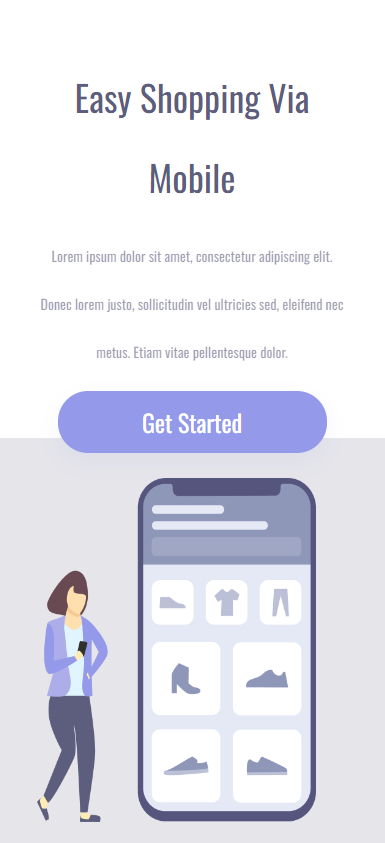 Easy Shopping Via
Mobile
Lorem ipsum dolor sit amet, consectetur adipiscing elit.
Donec lorem justo, sollicitudin vel ultricies sed, eleifend nec
metus. Etiam vitae pellentesque dolor.
Get Started